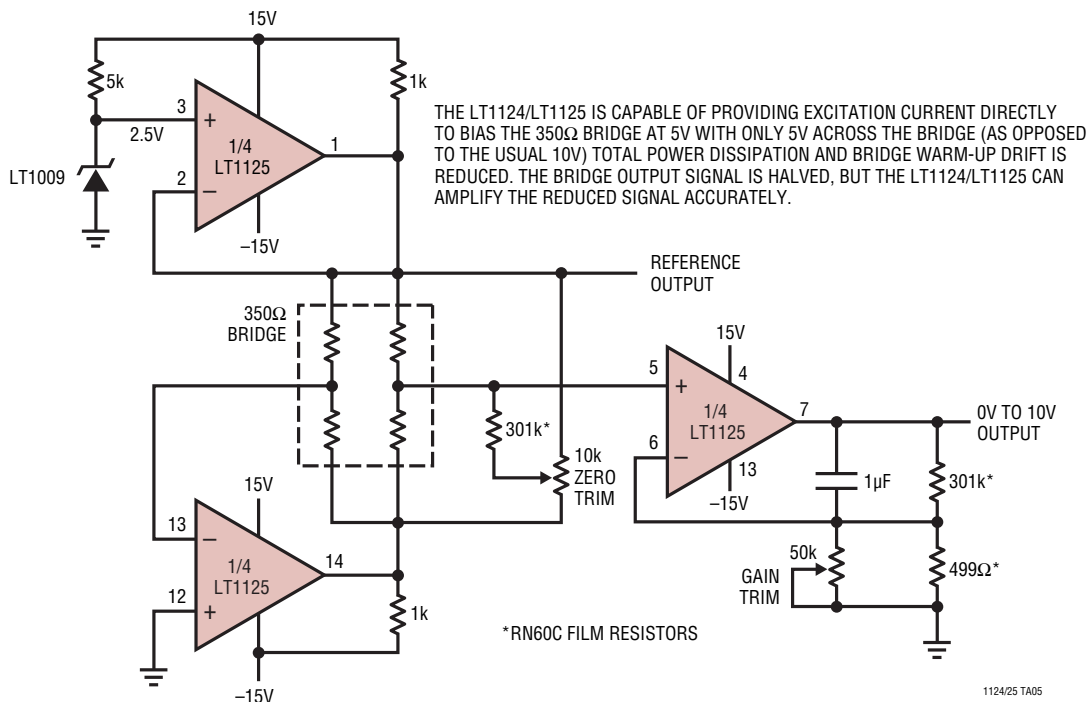 15V
5k
1k
3
2.5V
+
1/4
LT1125
1
LT1009
2
–
–15V
THE LT1124/LT1125 IS CAPABLE OF PROVIDING EXCITATION CURRENT DIRECTLY
TO BIAS THE 350Ω BRIDGE AT 5V WITH ONLY 5V ACROSS THE BRIDGE (AS OPPOSED
TO THE USUAL 10V) TOTAL POWER DISSIPATION AND BRIDGE WARM-UP DRIFT IS
REDUCED. THE BRIDGE OUTPUT SIGNAL IS HALVED, BUT THE LT1124/LT1125 CAN
AMPLIFY THE REDUCED SIGNAL ACCURATELY.
REFERENCE
OUTPUT
350Ω
BRIDGE
301k*
10k
ZERO
TRIM
15V
4
5
+
1/4
LT1125
7
6
–
13
–15V
0V TO 10V
OUTPUT
1µF
301k*
50k
GAIN
TRIM
499Ω*
15V
13
–
1/4
LT1125
14
12
+
1k
–15V
*RN60C FILM RESISTORS
1124/25 TA05